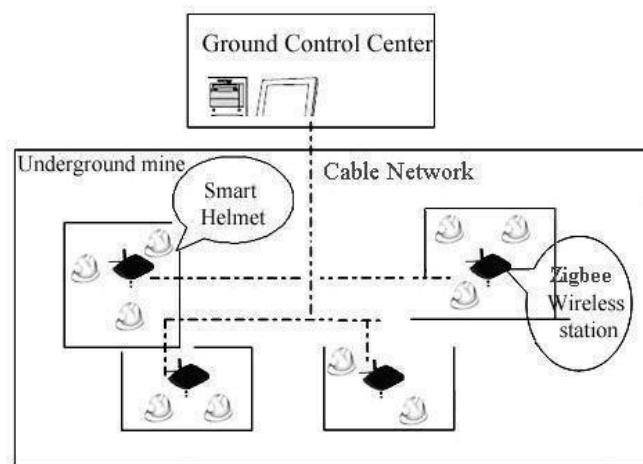 Ground Control Center
Underground mine
Cable Network
Smart
Helmet
Zigbee
Wireless
station